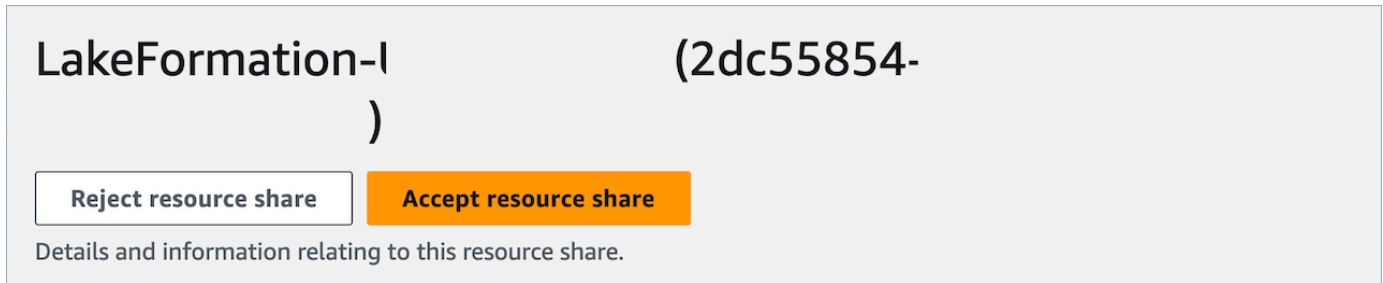 LakeFormation- (2dc55854-
)
Reject resource share Accept resource share
Details and information relating to this resource share.